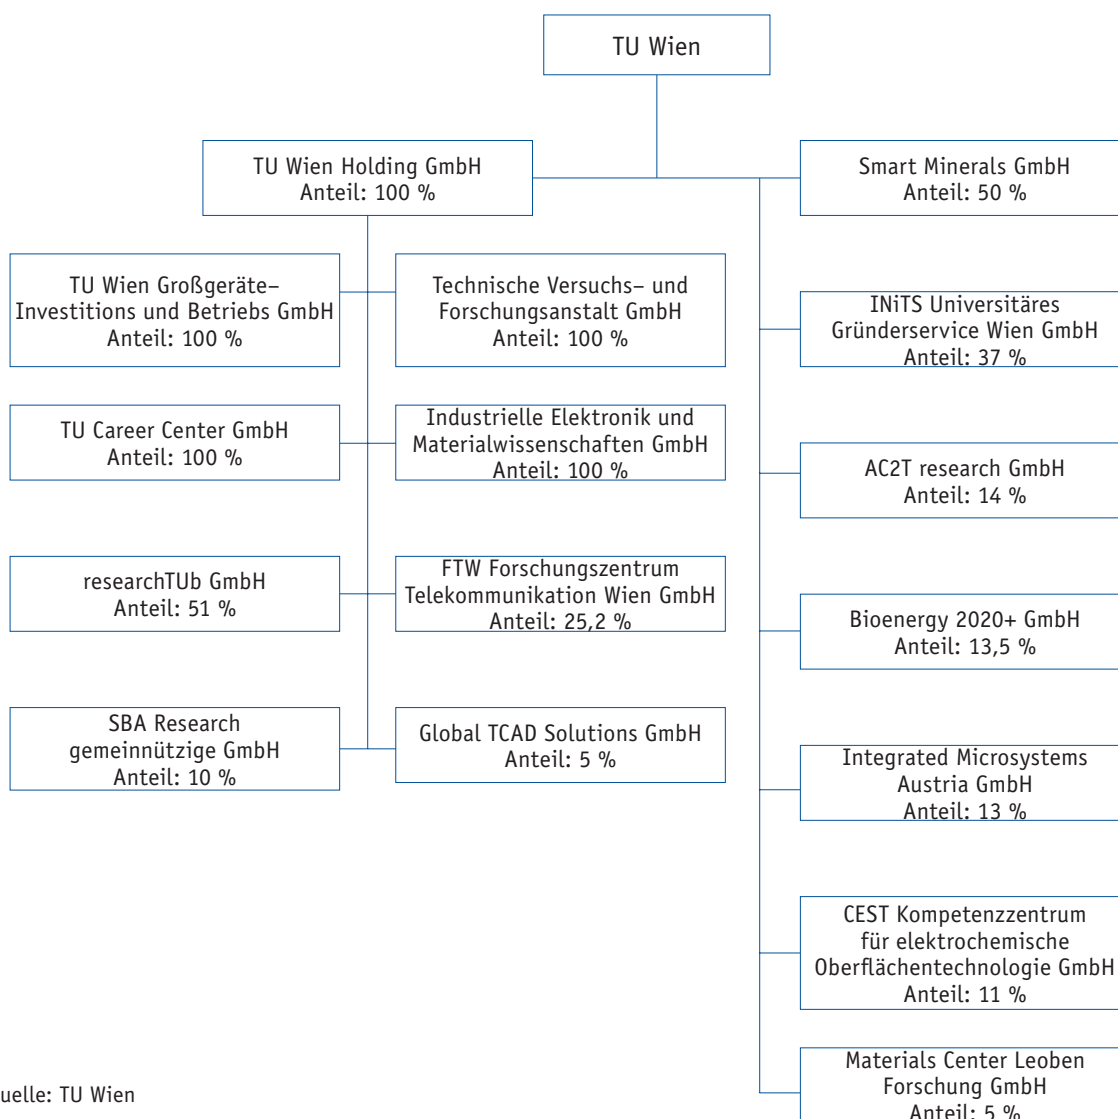 TU Wien
TU Wien Holding GmbH
Anteil: 100 %
TU Wien Großgeräte–
Investitions und Betriebs GmbH
Anteil: 100 %
Technische Versuchs– und
Forschungsanstalt GmbH
Anteil: 100 %
TU Career Center GmbH
Anteil: 100 %
Industrielle Elektronik und
Materialwissenschaften GmbH
Anteil: 100 %
researchTUb GmbH
Anteil: 51 %
FTW Forschungszentrum
Telekommunikation Wien GmbH
Anteil: 25,2 %
SBA Research
gemeinnützige GmbH
Anteil: 10 %
Global TCAD Solutions GmbH
Anteil: 5 %
Smart Minerals GmbH
Anteil: 50 %
INiTS Universitäres
Gründerservice Wien GmbH
Anteil: 37 %
AC2T research GmbH
Anteil: 14 %
Bioenergy 2020+ GmbH
Anteil: 13,5 %
Integrated Microsystems
Austria GmbH
Anteil: 13 %
CEST Kompetenzzentrum
für elektrochemische
Oberflächentechnologie GmbH
Anteil: 11 %
Materials Center Leoben
Forschung GmbH
Anteil: 5 %
uelle: TU Wien